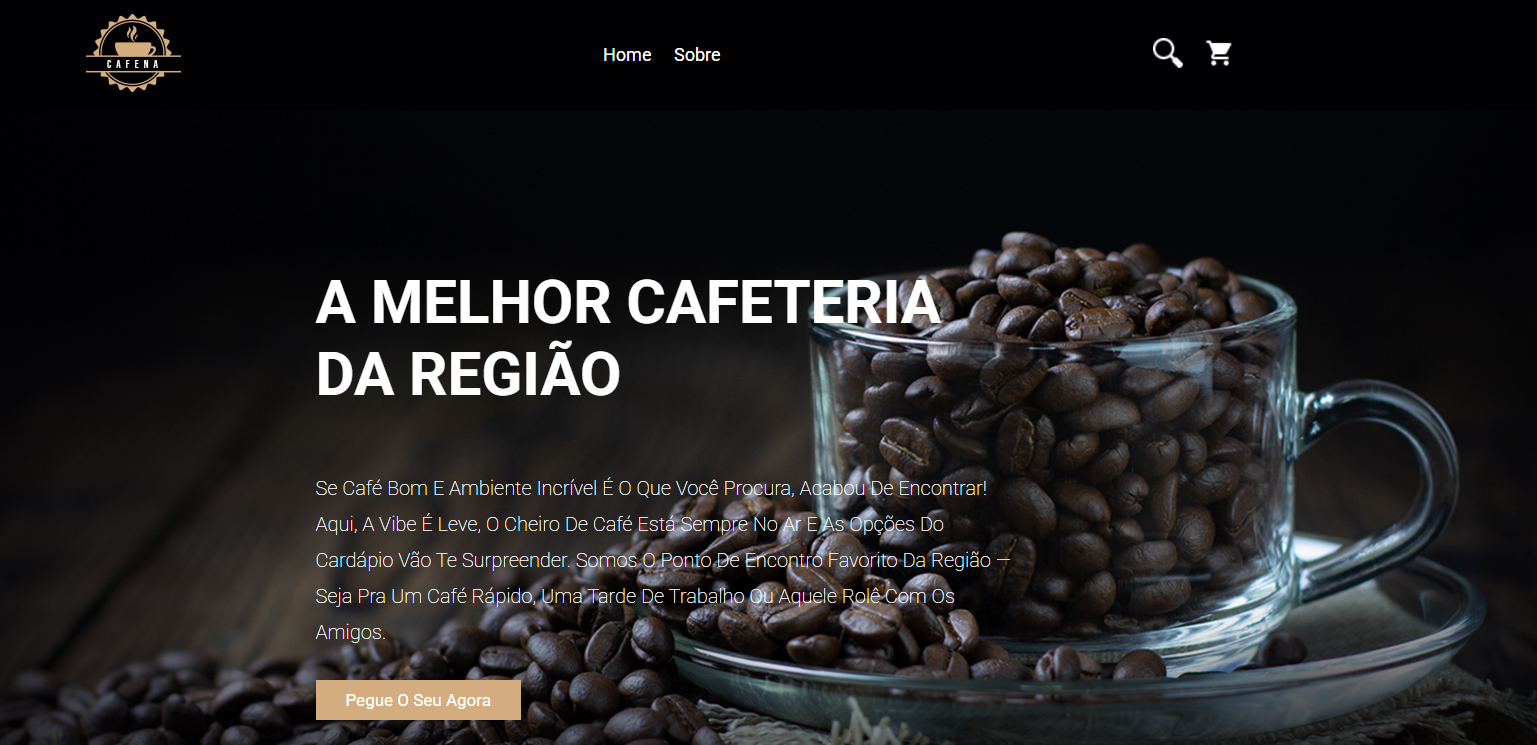 CAFENA
Home Sobre
A MELHOR CAFETERIA
DA REGIÃO
Se Café Bom E Ambiente Incrível É O Que Você Procura, Acabou De Encontrar!
Aqui, A Vibe É Leve, O Cheiro De Café Está Sempre No Ar E As Opções Do
Cardápio Vão Te Surpreender. Somos O Ponto De Encontro Favorito Da Região —
Seja Pra Um Café Rápido, Uma Tarde De Trabalho Ou Aquele Rolê Com Os
Amigos.
Pegue O Seu Agora